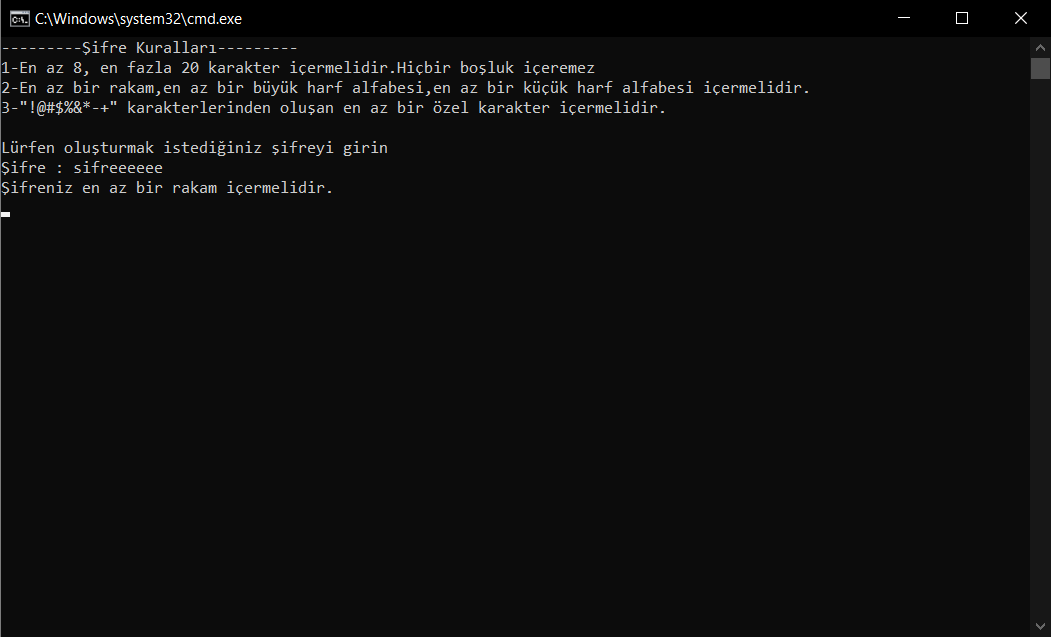 C:\Windows\system32\cmd.exe
---------Şifre Kuralları---------
1-En az 8, en fazla 20 karakter içermelidir.Hiçbir boşluk içeremez
2-En az bir rakam,en az bir büyük harf alfabesi,en az bir küçük harf alfabesi içermelidir.
3-"!@#$%&*-+" karakterlerinden oluşan en az bir özel karakter içermelidir.
Lürfen oluşturmak istediğiniz şifreyi girin
Şifre : sifreeeeee
Şifreniz en az bir rakam içermelidir.